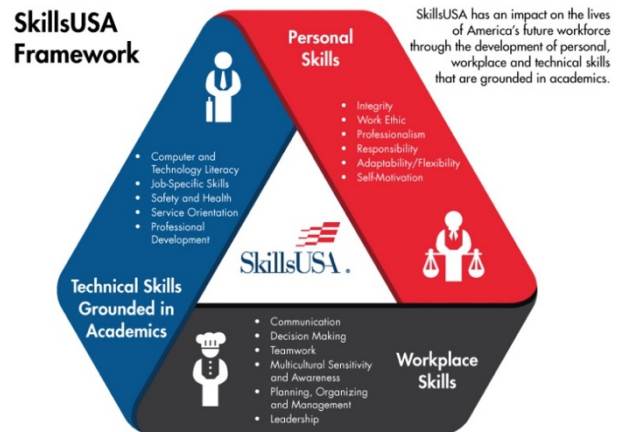 SkillsUSA
Framework
SkillsUSA has an impact on the lives
of America's future workforce
through the development of personal,
workplace and technical skills
that are grounded in academics.
Personal
Skills
• Integrity
• Work Ethic
• Professionalism
• Responsibility
• Adaptability/Flexibility
• Self-Motivation
• Computer and
Technology Literacy
• Job-Specific Skills
• Safety and Health
• Service Orientation
• Professional
Development
SkillsUSA.
Technical Skills
Grounded in
Academics
• Communication
• Decision Making
• Teamwork
• Multicultural Sensitivity
and Awareness
• Planning, Organizing
and Management
• Leadership
Workplace
Skills